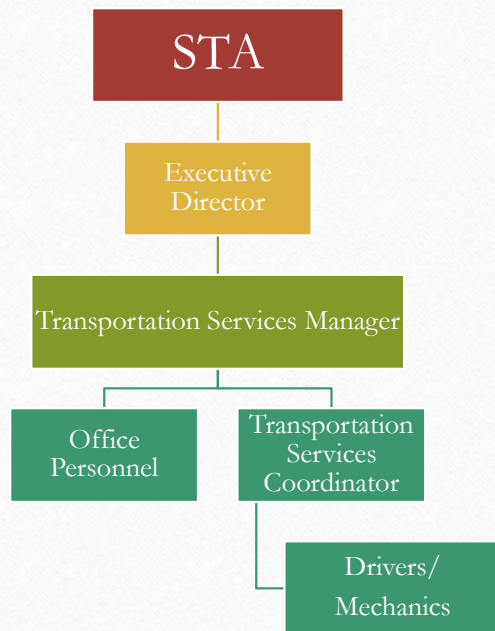 STA
Executive
Director
Transportation Services Manager
Office
Personnel
Transportation
Services
Coordinator
Drivers/
Mechanics